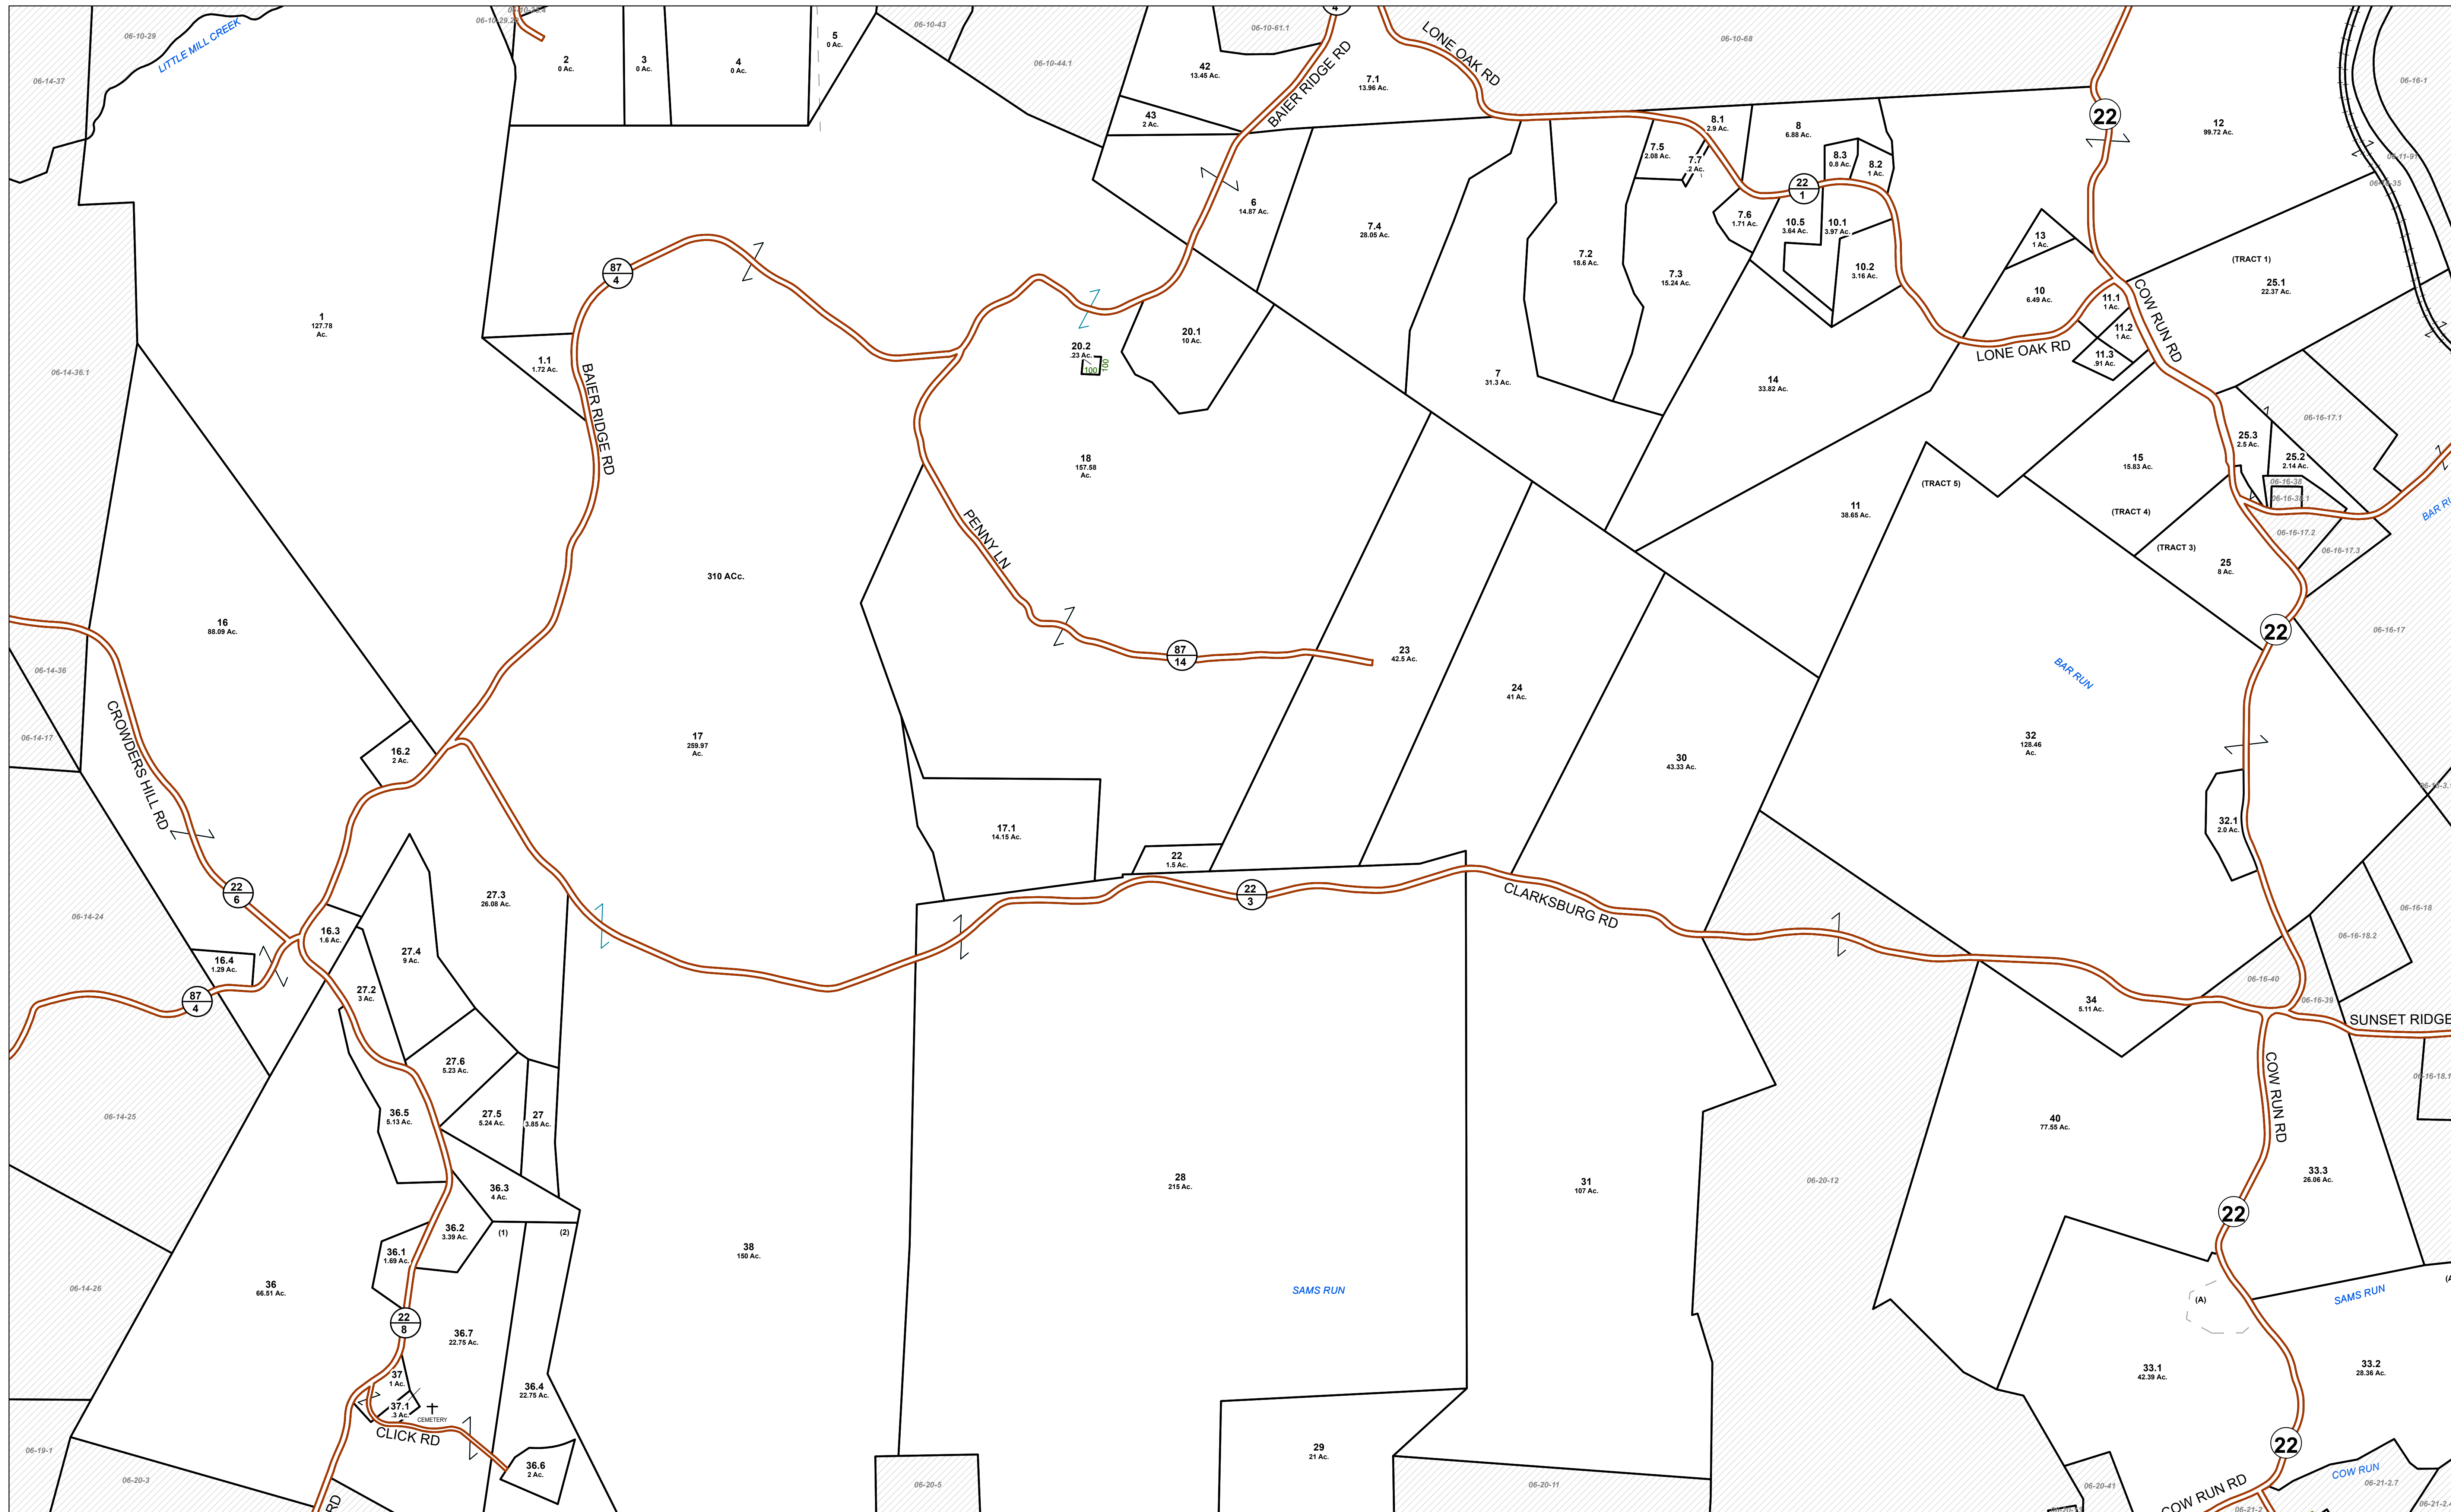 06-10-29
LITTLE MILL CREEK
06-14-37
2
0 Ac.
3
0 Ac.
4
0 Ac.
5
0 Ac.
06-10-43
06-10-44.1
06-10-61.1
4
42
13.45 Ac.
43
2 Ac.
BAIER RIDGE RD
7.1
13.96 Ac.
LONE OAK RD
06-10-68
22
12
99.72 Ac.
06-16-1
8.1
2.9 Ac.
8
6.88 Ac.
7.5
2.08 Ac.
7.7
.2 Ac.
8.3
0.8 Ac.
8.2
1 Ac.
22
1
6
14.87 Ac.
7.4
28.05 Ac.
7.6
1.71 Ac.
10.5
3.64 Ac.
10.1
3.97 Ac.
10.2
3.16 Ac.
7.2
18.6 Ac.
7.3
15.24 Ac.
13
1 Ac.
10
6.49 Ac.
11.1
1 Ac.
11.2
1 Ac.
11.3
.91 Ac.
COW RUN RD
(TRACT 1)
25.1
22.37 Ac.
LONE OAK RD
87
4
1
127.78
Ac.
1.1
1.72 Ac.
BAIER RIDGE RD
20.2
.23 Ac.
100
100
20.1
10 Ac.
7
31.3 Ac.
14
33.82 Ac.
06-14-36.1
06-16-17.1
25.3
2.5 Ac.
25.2
2.14 Ac.
06-16-38
06-16-38.1
15
15.83 Ac.
(TRACT 5)
(TRACT 4)
(TRACT 3)
11
38.65 Ac.
18
157.58
Ac.
PENNY LN
310 ACc.
25
8 Ac.
06-16-17.2
06-16-17.3
16
88.09 Ac.
06-14-36
87
14
23
42.5 Ac.
22
06-16-17
BAR RUN
24
41 Ac.
06-14-17
CROWDERS HILL RD
16.2
2 Ac.
17
259.97
Ac.
30
43.33 Ac.
32
128.46
Ac.
32.1
2.0 Ac.
17.1
14.15 Ac.
22
1.5 Ac.
22
6
22
3
CLARKSBURG RD
27.3
26.08 Ac.
06-14-24
16.3
1.6 Ac.
16.4
1.29 Ac.
27.4
9 Ac.
27.2
3 Ac.
87
4
06-16-18
06-16-18.2
06-16-40
06-16-39
34
5.11 Ac.
SUNSET RIDGE
06-16-18.1
27.6
5.23 Ac.
27.5
5.24 Ac.
27
3.85 Ac.
36.5
5.13 Ac.
06-14-25
COW RUN RD
40
77.55 Ac.
33.3
26.06 Ac.
36.3
4 Ac.
28
215 Ac.
31
107 Ac.
06-20-12
22
36.2
3.39 Ac.
(1)
(2)
36.1
1.69 Ac.
38
150 Ac.
36
66.51 Ac.
06-14-26
SAMS RUN
SAMS RUN
(A)
22
8
36.7
22.75 Ac.
36.4
22.75 Ac.
37
1 Ac.
37.1
.3 Ac.
CEMETERY
CLICK RD
33.1
42.39 Ac.
33.2
28.36 Ac.
22
06-19-1
06-20-3
36.6
2 Ac.
06-20-5
29
21 Ac.
06-20-11
06-20-41
COW RUN
06-21-2.7
COW RUN RD
06-21-2
RD